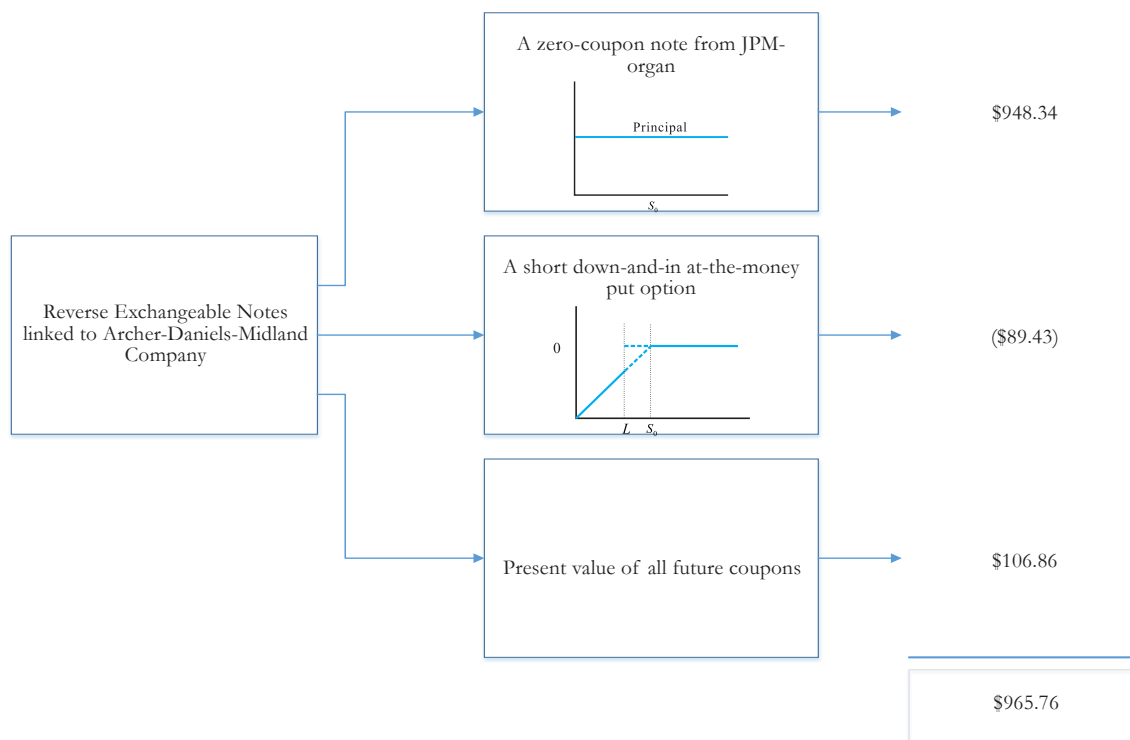 A zero-coupon note from JPM-
organ
Principal
S₀
$948.34
Reverse Exchangeable Notes
linked to Archer-Daniels-Midland
Company
A short down-and-in at-the-money
put option
0
L S₀
($89.43)
Present value of all future coupons
$106.86
$965.76